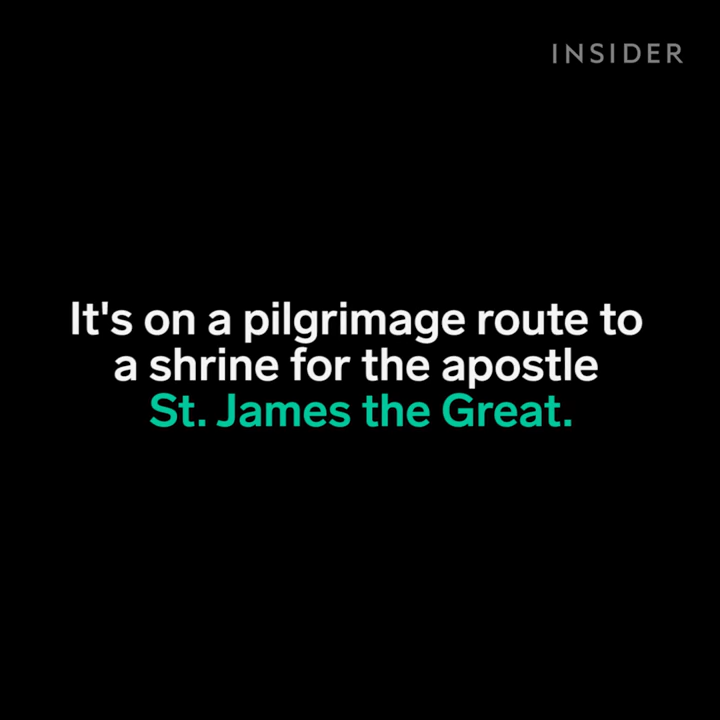 INSIDER
It's on a pilgrimage route to
a shrine for the apostle
St. James the Great.